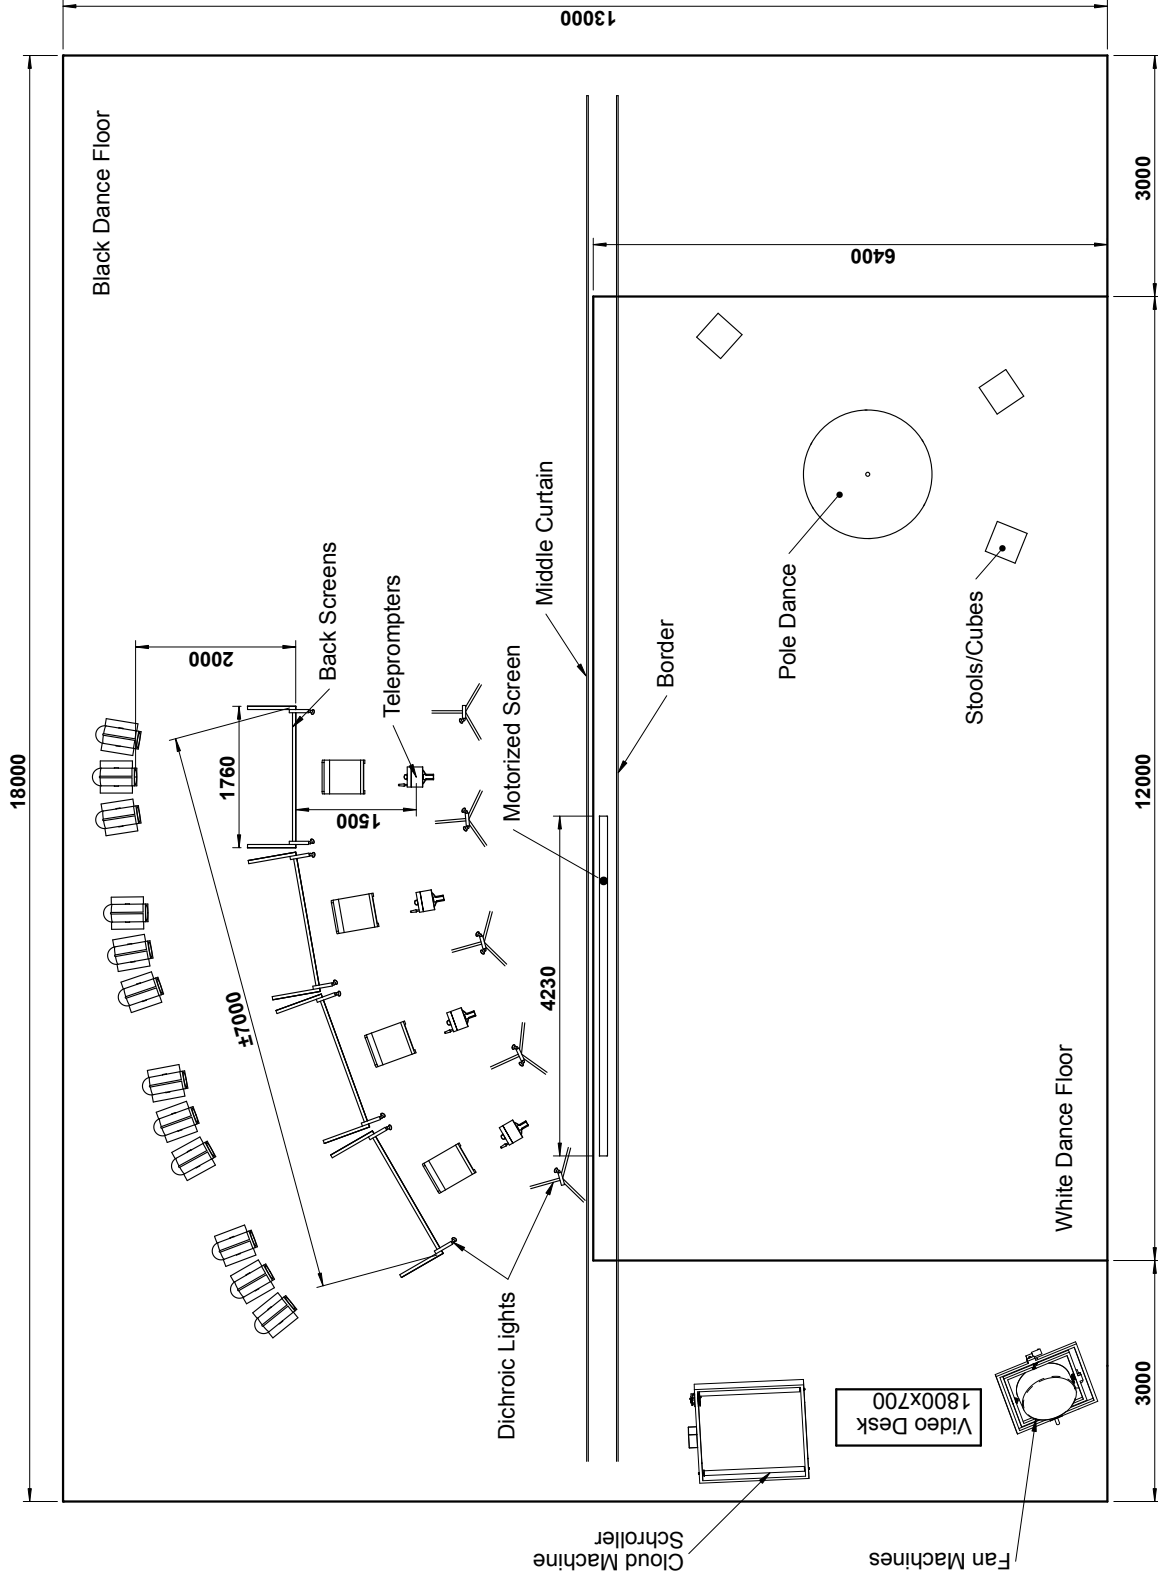 18000
13000
Black Dance Floor
2000
1760
Back Screens
Teleprompters
1500
±7000
Middle Curtain
Motorized Screen
Border
4230
Dichroic Lights
6400
Pole Dance
Stools/Cubes
White Dance Floor
Cloud Machine
Schroller
Video Desk
1800x700
Fan Machines
3000
12000
3000